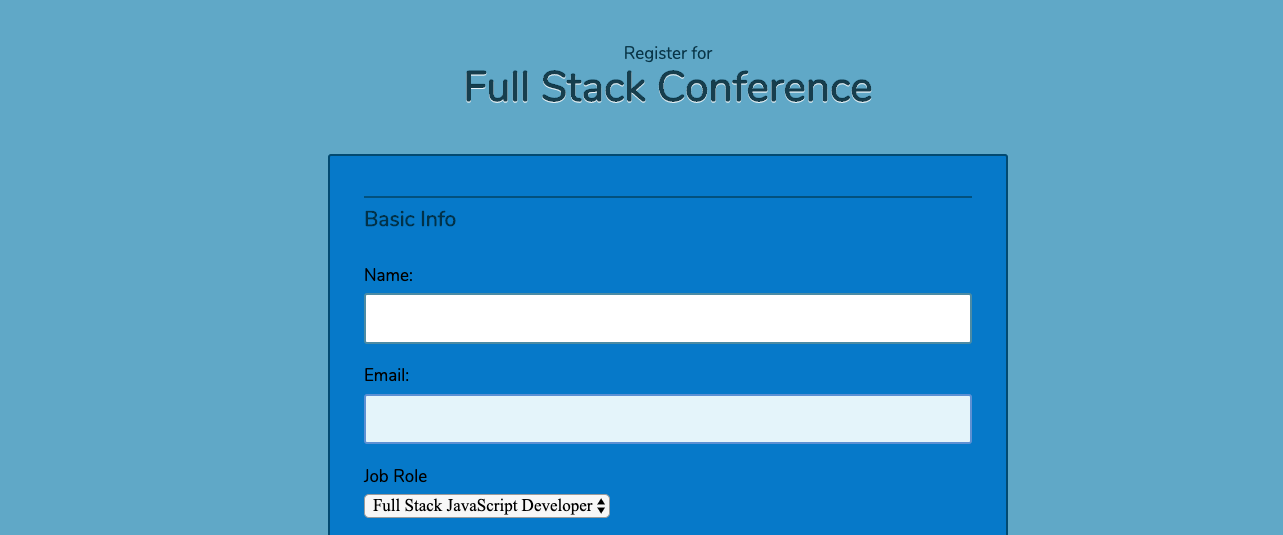 Register for
Full Stack Conference
Basic Info
Name:
Email:
Job Role
Full Stack JavaScript Developer